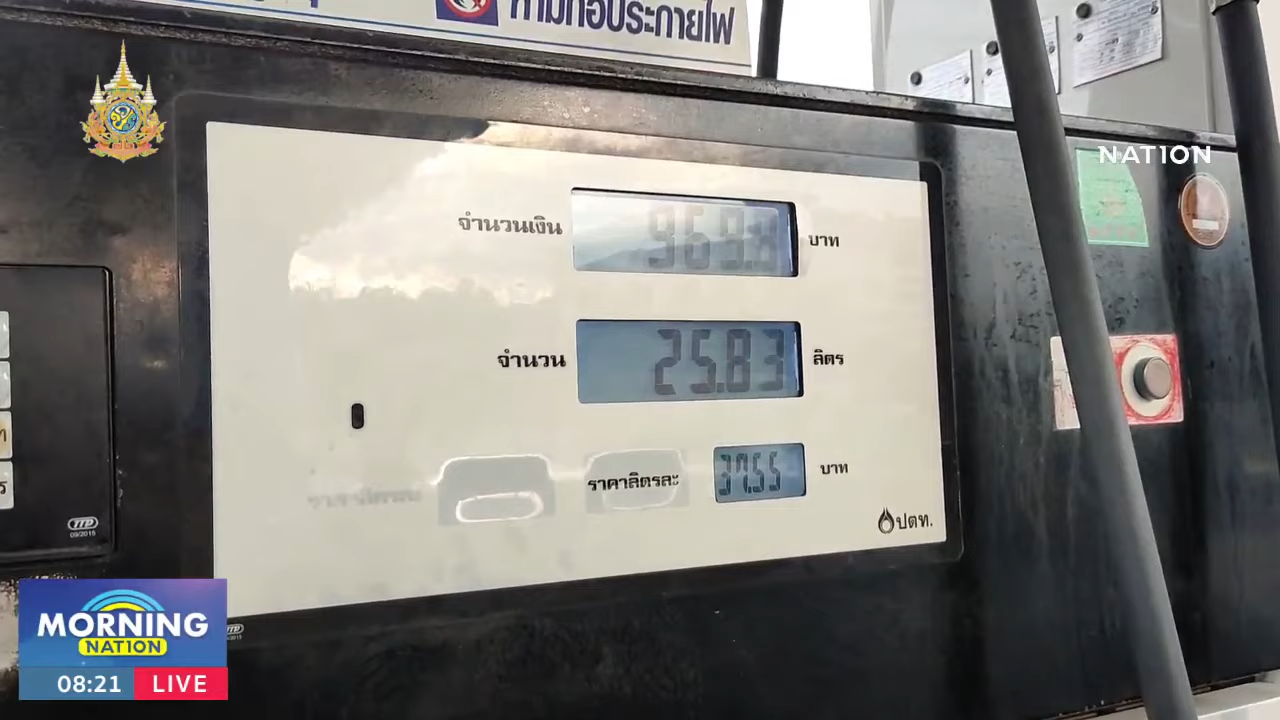 ห้ามก่อประกายไฟ
NATION
จำนวนเงิน 969.8 บาท
จำนวน 25.83 ลิตร
ราคาลิตรละ 37.55 บาท
ปตท.
TTP
09/2015
MORNING
NATION
08:21 LIVE